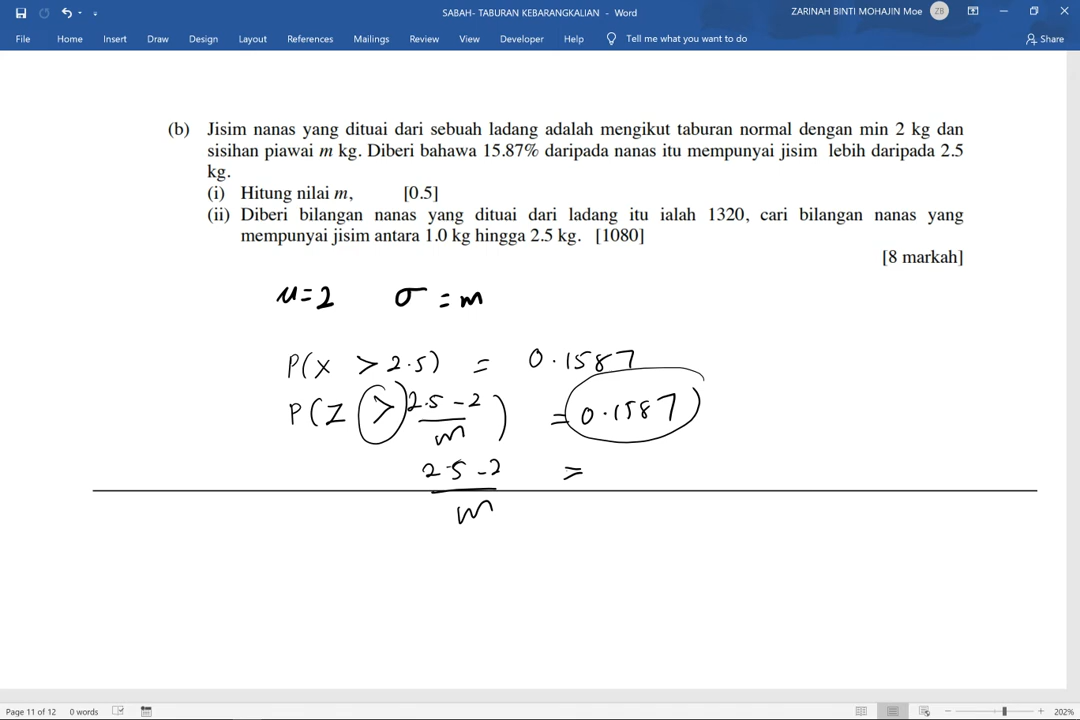 SABAH- TABURAN KEBARANGKALIAN - Word
ZARINAH BINTI MOHAJIN Moe ZB
File Home Insert Draw Design Layout References Mailings Review View Developer Help Tell me what you want to do Share
(b) Jisim nanas yang dituai dari sebuah ladang adalah mengikut taburan normal dengan min 2 kg dan
sisihan piawai m kg. Diberi bahawa 15.87% daripada nanas itu mempunyai jisim lebih daripada 2.5
kg.
(i) Hitung nilai m, [0.5]
(ii) Diberi bilangan nanas yang dituai dari ladang itu ialah 1320, cari bilangan nanas yang
mempunyai jisim antara 1.0 kg hingga 2.5 kg. [1080]
[8 markah]
μ=2 σ = m
P(X > 2.5) = 0.1587
P(Z > 2.5-2/m) = 0.1587
2.5-2/m =
Page 11 of 12 0 words 202%